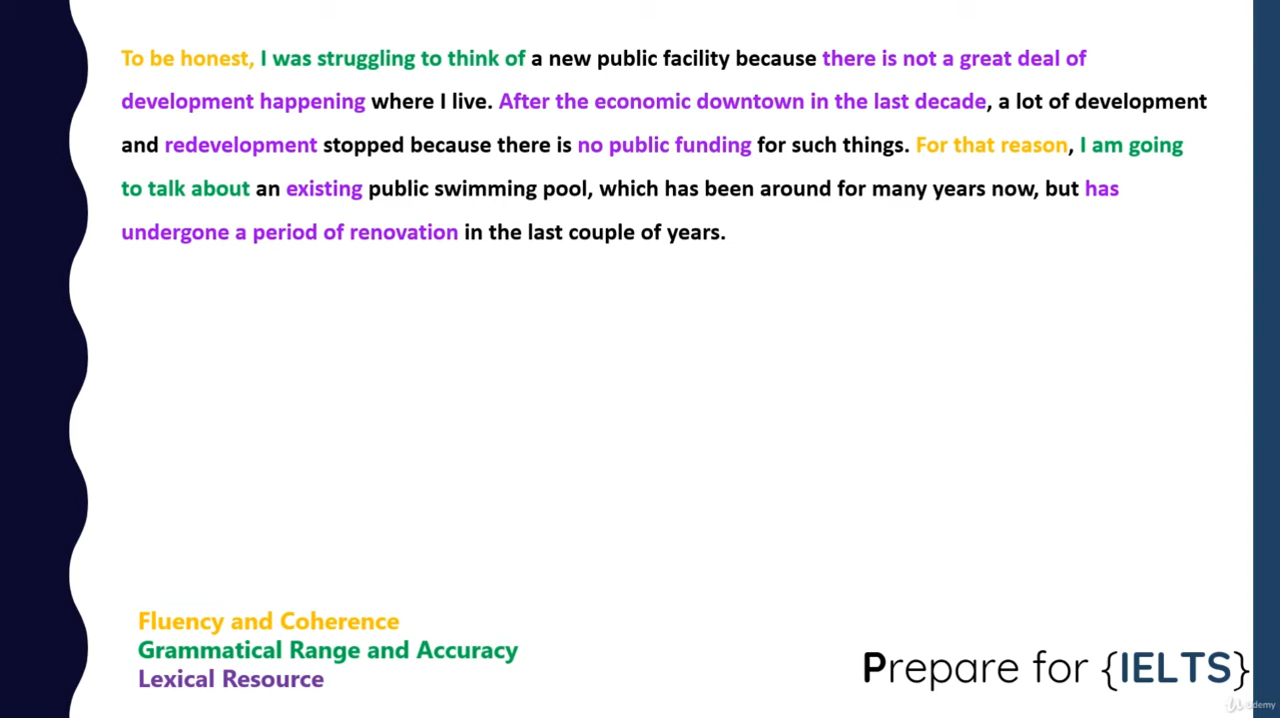 To be honest, I was struggling to think of a new public facility because there is not a great deal of
development happening where I live. After the economic downtown in the last decade, a lot of development
and redevelopment stopped because there is no public funding for such things. For that reason, I am going
to talk about an existing public swimming pool, which has been around for many years now, but has
undergone a period of renovation in the last couple of years.
Fluency and Coherence
Grammatical Range and Accuracy
Lexical Resource
Prepare for {IELTS}
Udemy